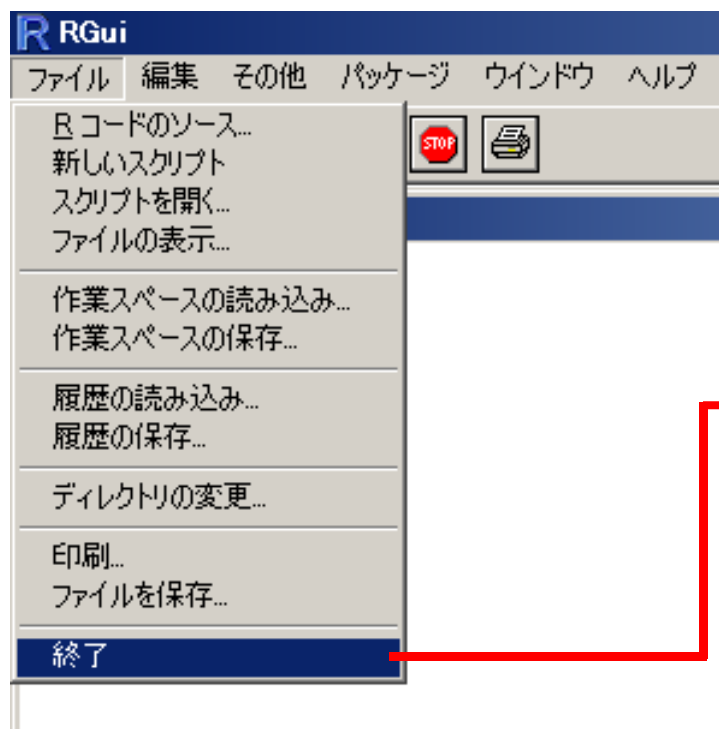 RGui
ファイル 編集 その他 パッケージ ウインドウ ヘルプ
R コードのソース...
新しいスクリプト
スクリプトを開く...
ファイルの表示...
STOP
作業スペースの読み込み...
作業スペースの保存...
履歴の読み込み...
履歴の保存...
ディレクトリの変更...
印刷...
ファイルを保存...
終了